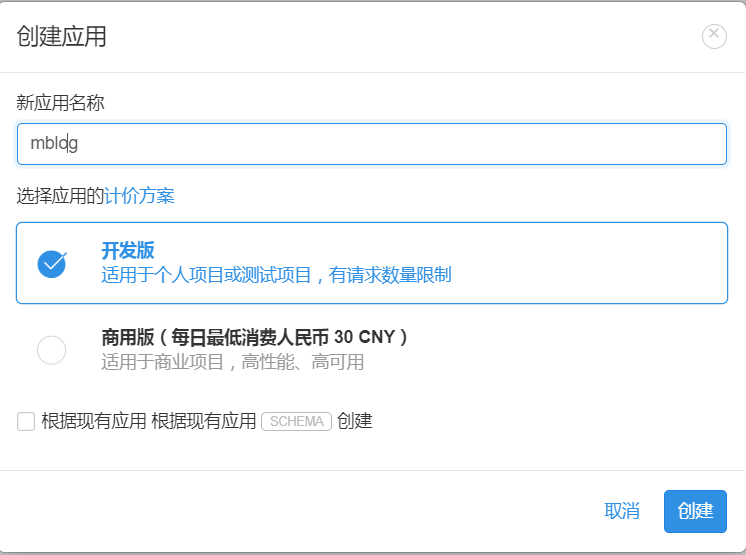 创建应用
新应用名称
mblog
选择应用的计价方案
开发版
适用于个人项目或测试项目，有请求数量限制
商用版（每日最低消费人民币 30 CNY）
适用于商业项目，高性能、高可用
根据现有应用 根据现有应用 SCHEMA 创建
取消 创建